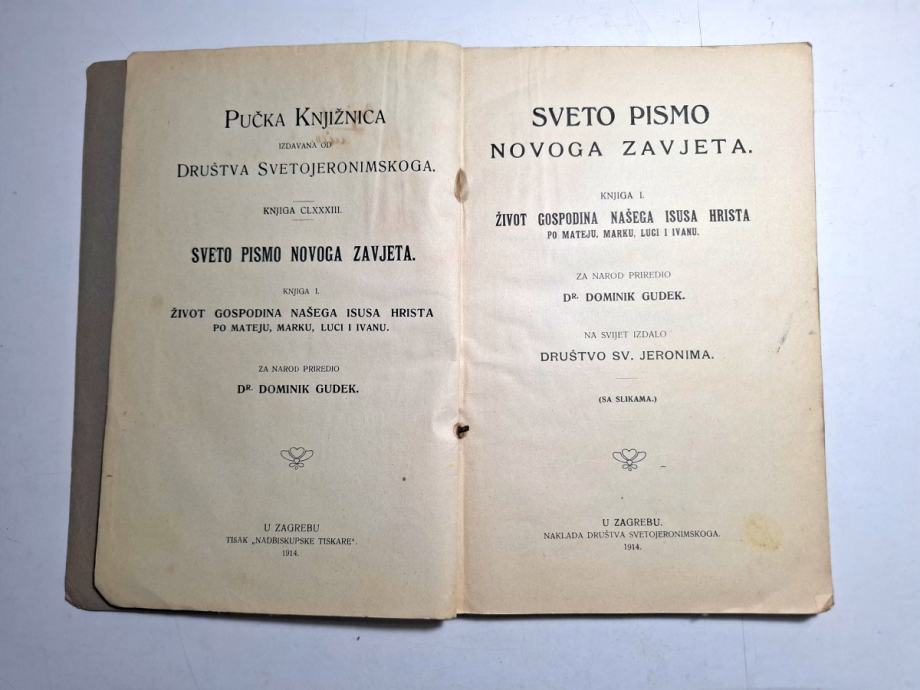 PUČKA KNJIŽNICA
IZDAVANA OD
DRUŠTVA SVETOJERONIMSKOGA.
KNJIGA CLXXXIII.
SVETO PISMO NOVOGA ZAVJETA.
KNJIGA I.
ŽIVOT GOSPODINA NAŠEGA ISUSA HRISTA
PO MATEJU, MARKU, LUCI I IVANU.
ZA NAROD PRIREDIO
DR. DOMINIK GUDEK.
U ZAGREBU
TISAK „NADBISKUPSKE TISKARE“.
1914.
SVETO PISMO
NOVOGA ZAVJETA.
KNJIGA I.
ŽIVOT GOSPODINA NAŠEGA ISUSA HRISTA
PO MATEJU, MARKU, LUCI I IVANU.
ZA NAROD PRIREDIO
DR. DOMINIK GUDEK.
NA SVIJET IZDALO
DRUŠTVO SV. JERONIMA.
(SA SLIKAMA.)
U ZAGREBU.
NAKLADA DRUŠTVA SVETOJERONIMSKOGA.
1914.